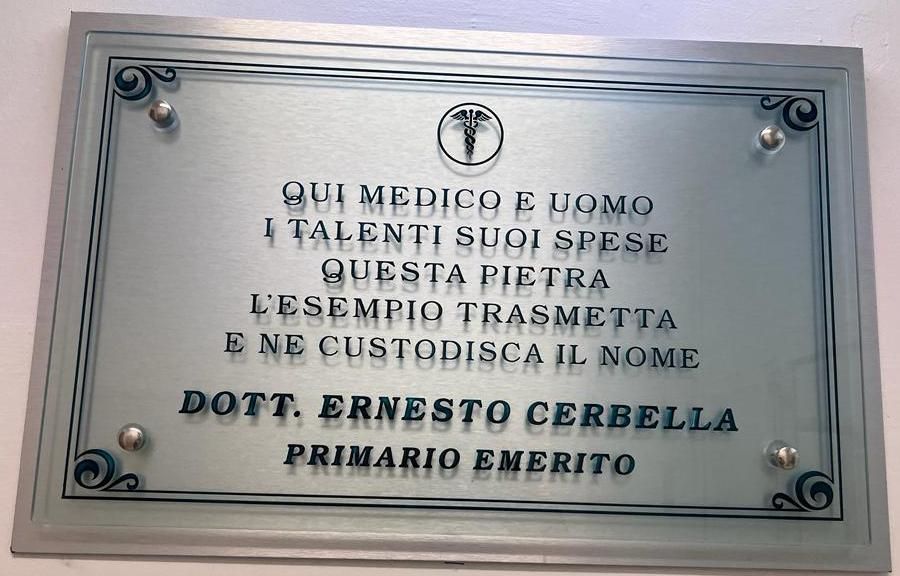 QUI MEDICO E UOMO
I TALENTI SUOI SPESE
QUESTA PIETRA
L'ESEMPIO TRASMETTA
E NE CUSTODISCA IL NOME
DOTT. ERNESTO CERBELLA
PRIMARIO EMERITO